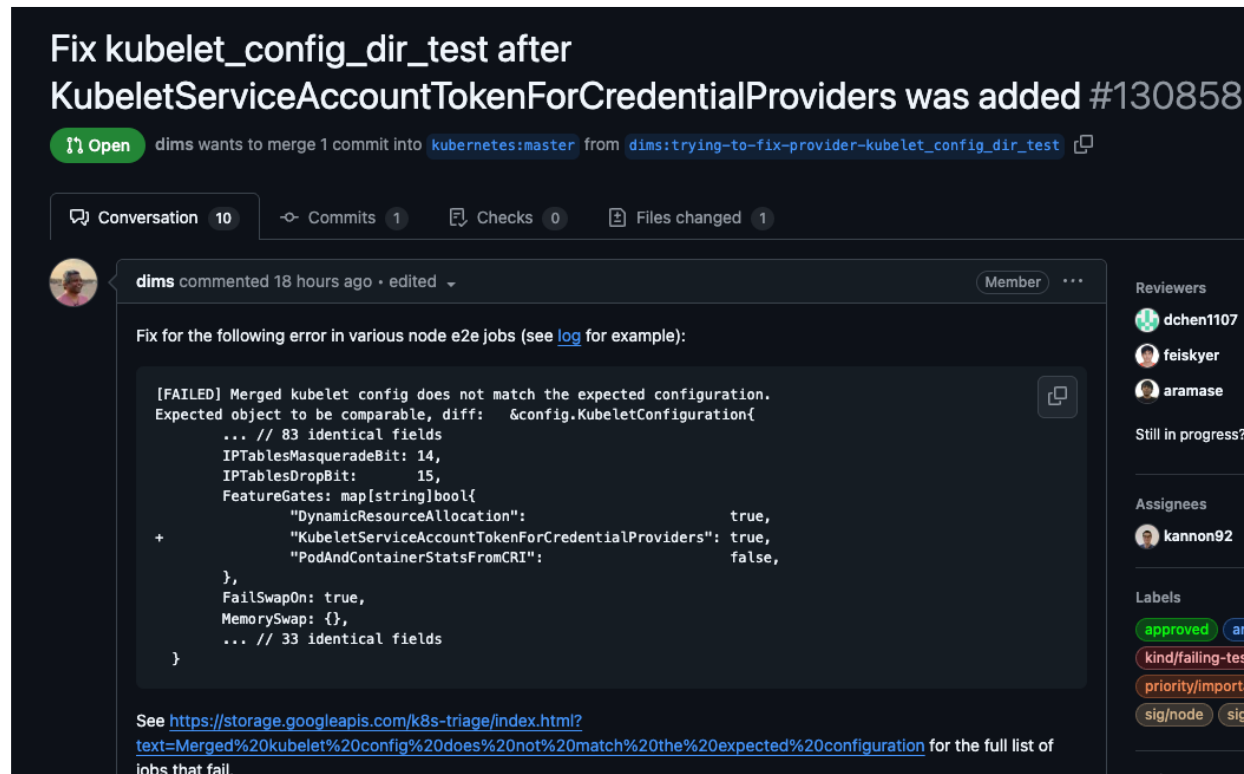 Fix kubelet_config_dir_test after
KubeletServiceAccountTokenForCredentialProviders was added #130858
Open dims wants to merge 1 commit into kubernetes:master from dims:trying-to-fix-provider-kubelet_config_dir_test
Conversation 10 Commits 1 Checks 0 Files changed 1
dims commented 18 hours ago • edited Member ...
Fix for the following error in various node e2e jobs (see log for example):
[FAILED] Merged kubelet config does not match the expected configuration.
Expected object to be comparable, diff:   &config.KubeletConfiguration{
        ... // 83 identical fields
        IPTablesMasqueradeBit: 14,
        IPTablesDropBit:       15,
        FeatureGates: map[string]bool{
                "DynamicResourceAllocation":                        true,
+               "KubeletServiceAccountTokenForCredentialProviders": true,
                "PodAndContainerStatsFromCRI":                      false,
        },
        FailSwapOn: true,
        MemorySwap: {},
        ... // 33 identical fields
  }
See https://storage.googleapis.com/k8s-triage/index.html?
text=Merged%20kubelet%20config%20does%20not%20match%20the%20expected%20configuration for the full list of
jobs that fail.
Reviewers
dchen1107
feiskyer
aramase
Still in progress?
Assignees
kannon92
Labels
approved
kind/failing-tes
priority/import
sig/node sig